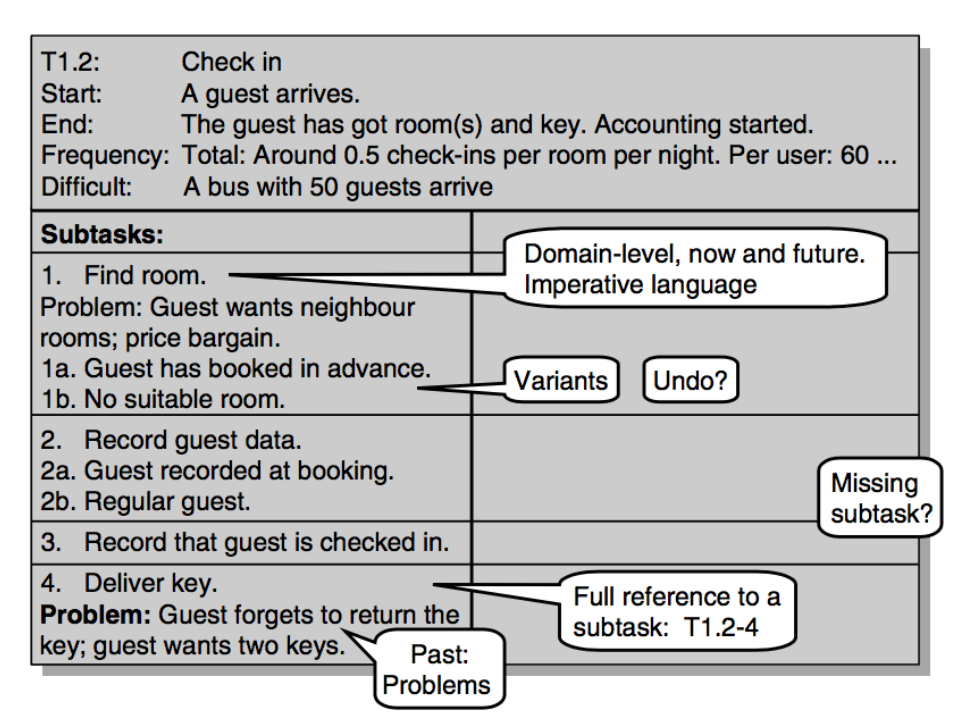 T1.2: Check in
Start: A guest arrives.
End: The guest has got room(s) and key. Accounting started.
Frequency: Total: Around 0.5 check-ins per room per night. Per user: 60 ...
Difficult: A bus with 50 guests arrive
Subtasks:
Domain-level, now and future.
Imperative language
1. Find room.
Problem: Guest wants neighbour
rooms; price bargain.
1a. Guest has booked in advance.
1b. No suitable room.
Variants
Undo?
2. Record guest data.
2a. Guest recorded at booking.
2b. Regular guest.
Missing
subtask?
3. Record that guest is checked in.
4. Deliver key.
Problem: Guest forgets to return the
key; guest wants two keys.
Full reference to a
subtask: T1.2-4
Past:
Problems